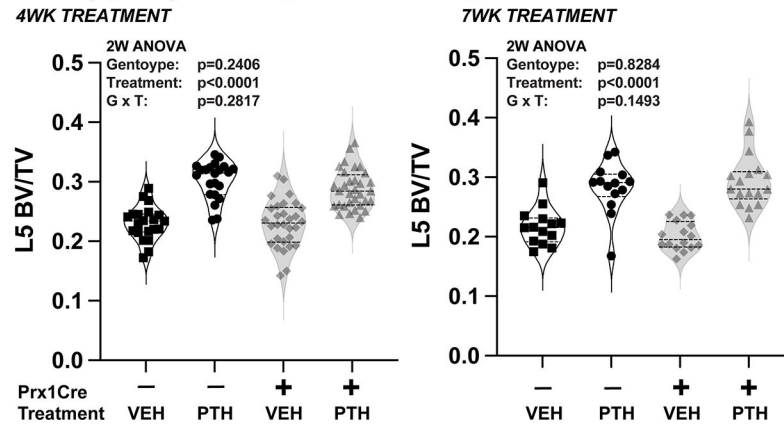 4WK TREATMENT
2W ANOVA
Gentoype: p=0.2406
Treatment: p<0.0001
G x T: p=0.2817
L5 BV/TV
0.5
0.4
0.3
0.2
0.1
0.0
Prx1Cre − − + +
Treatment VEH PTH VEH PTH
7WK TREATMENT
2W ANOVA
Genotype: p=0.8284
Treatment: p<0.0001
G x T: p=0.1493
L5 BV/TV
0.5
0.4
0.3
0.2
0.1
0.0
− − + +
VEH PTH VEH PTH